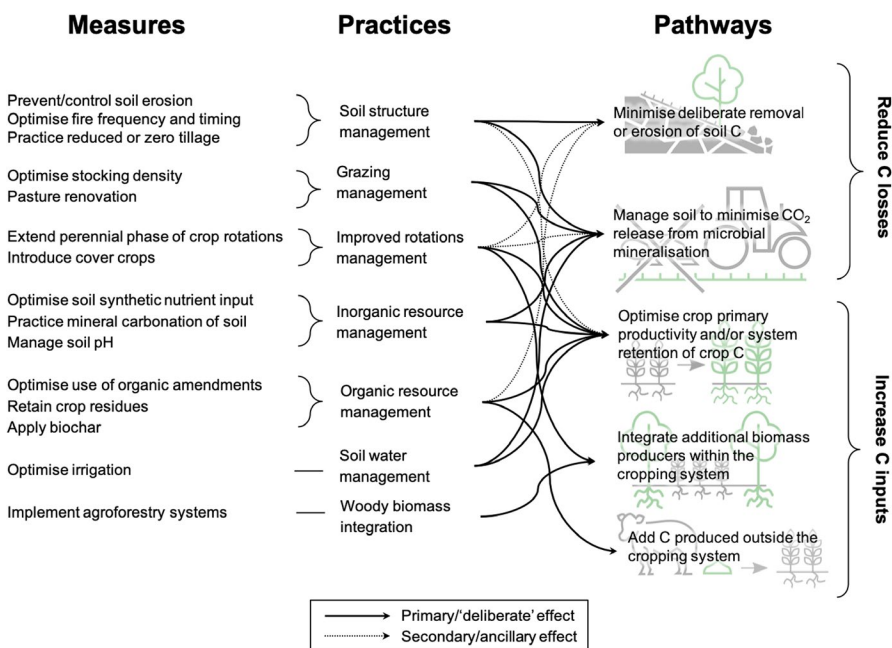 Measures
Practices
Pathways
Prevent/control soil erosion
Optimise fire frequency and timing
Practice reduced or zero tillage
Optimise stocking density
Pasture renovation
Extend perennial phase of crop rotations
Introduce cover crops
Optimise soil synthetic nutrient input
Practice mineral carbonation of soil
Manage soil pH
Optimise use of organic amendments
Retain crop residues
Apply biochar
Optimise irrigation
Implement agroforestry systems
Soil structure
management
Grazing
management
Improved rotations
management
Inorganic resource
management
Organic resource
management
Soil water
management
Woody biomass
integration
Minimise deliberate removal
or erosion of soil C
Manage soil to minimise CO₂
release from microbial
mineralisation
Optimise crop primary
productivity and/or system
retention of crop C
Integrate additional biomass
producers within the
cropping system
Add C produced outside the
cropping system
Reduce C losses
Increase C inputs
Primary/'deliberate' effect
Secondary/ancillary effect